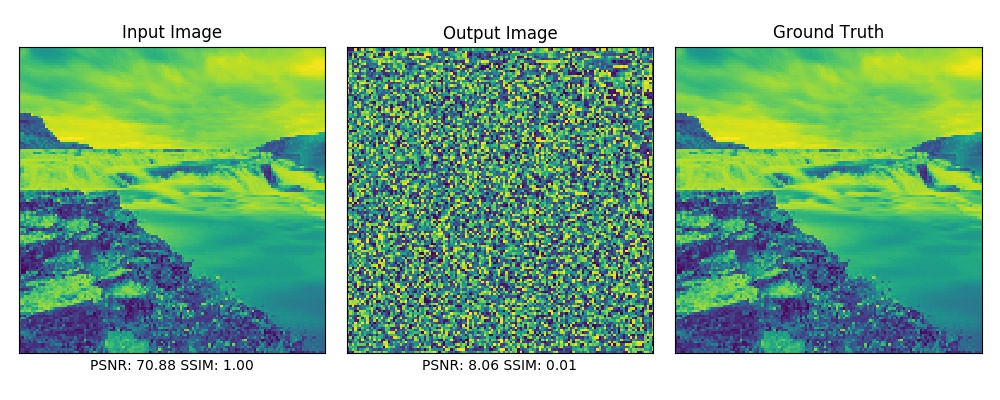 Input Image
Output Image
Ground Truth
PSNR: 70.88 SSIM: 1.00
PSNR: 8.06 SSIM: 0.01